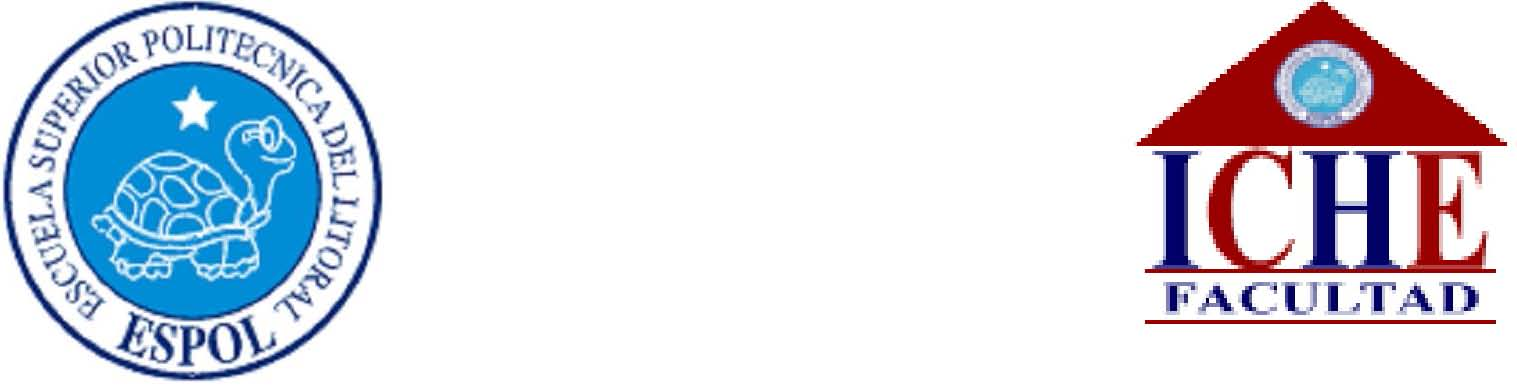 ESCUELA SUPERIOR POLITECNICA DEL LITORAL
ESPOL
ICHE
FACULTAD